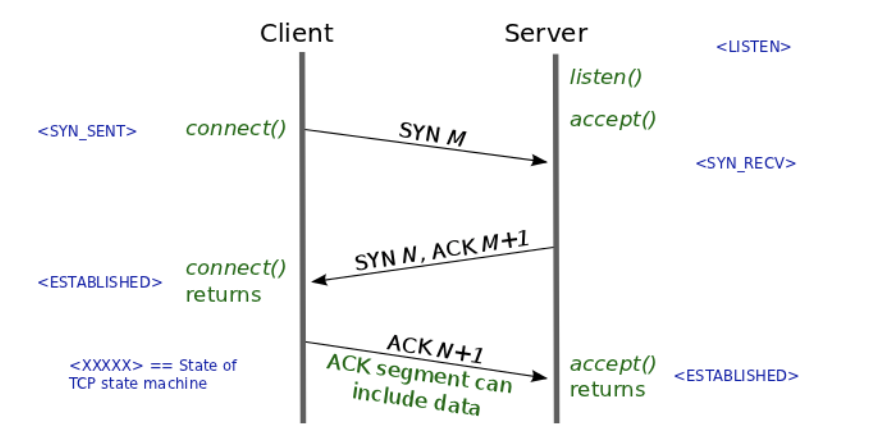 Client
Server
<LISTEN>
listen()
accept()
<SYN_SENT>
connect()
SYN M
<SYN_RECV>
SYN N, ACK M+1
connect()
returns
<ESTABLISHED>
ACK N+1
ACK segment can
include data
<XXXXX> == State of
TCP state machine
accept()
returns
<ESTABLISHED>